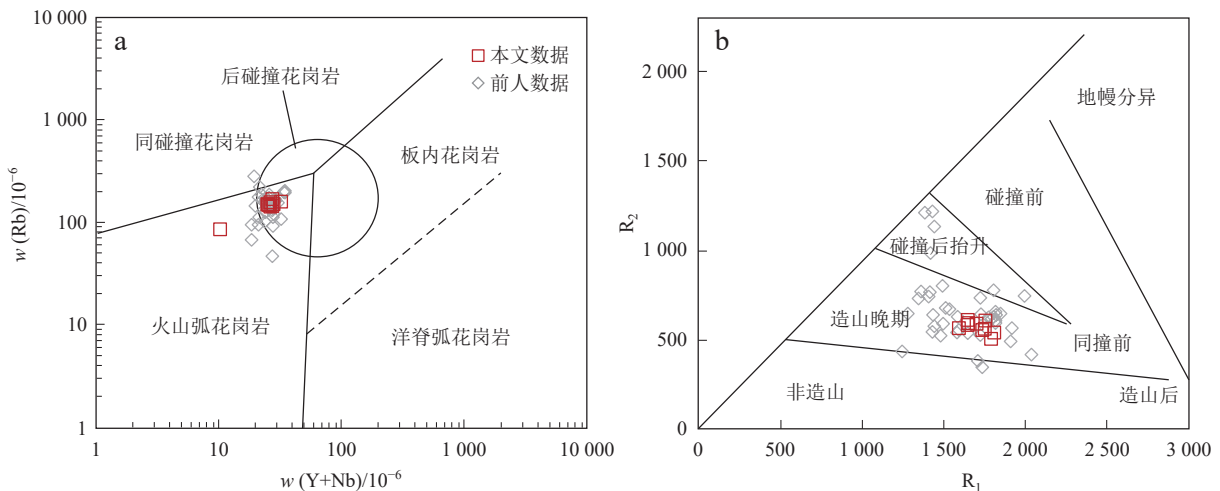 a
10 000
1 000
100
10
1
w (Rb)/10⁻⁶
本文数据
前人数据
后碰撞花岗岩
同碰撞花岗岩
板内花岗岩
火山弧花岗岩
洋脊弧花岗岩
1
10
100
1 000
10 000
w (Y+Nb)/10⁻⁶
b
2 000
1 500
1 000
500
0
R₂
地幔分异
碰撞前
碰撞后抬升
造山晚期
同撞前
非造山
造山后
0
500
1 000
1 500
2 000
2 500
3 000
R₁